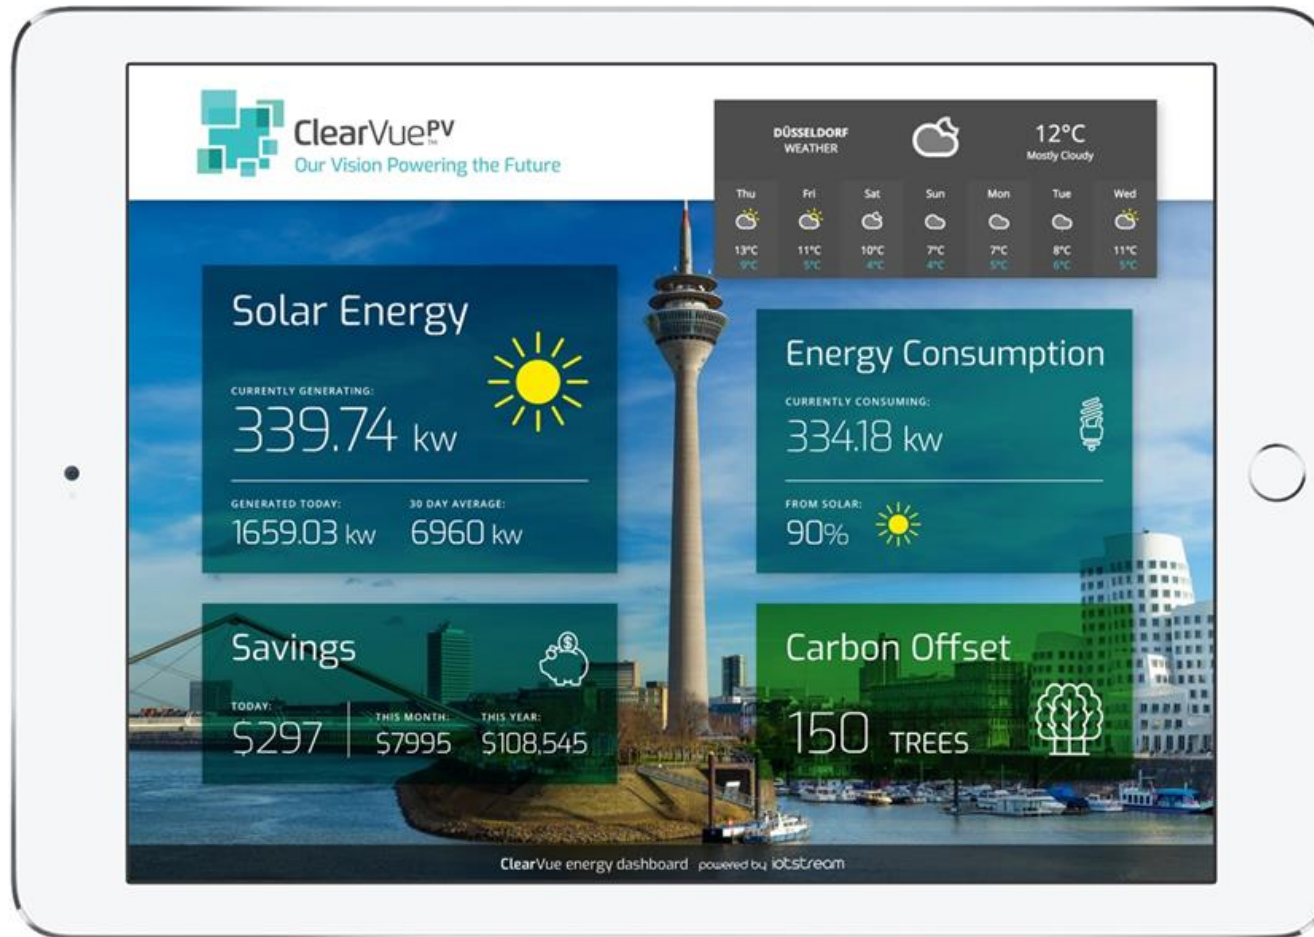 ClearVue PV
TM
Our Vision Powering the Future
DÜSSELDORF
WEATHER
12°C
Mostly Cloudy
Thu Fri Sat Sun Mon Tue Wed
13°C 11°C 10°C 7°C 7°C 8°C 11°C
9°C 5°C 4°C 4°C 5°C 6°C 5°C
Solar Energy
CURRENTLY GENERATING:
339.74 kw
GENERATED TODAY: 30 DAY AVERAGE:
1659.03 kw 6960 kw
Energy Consumption
CURRENTLY CONSUMING:
334.18 kw
FROM SOLAR:
90%
Savings
$
TODAY: THIS MONTH: THIS YEAR:
$297 $7995 $108,545
Carbon Offset
150 TREES
ClearVue energy dashboard powered by iotstream